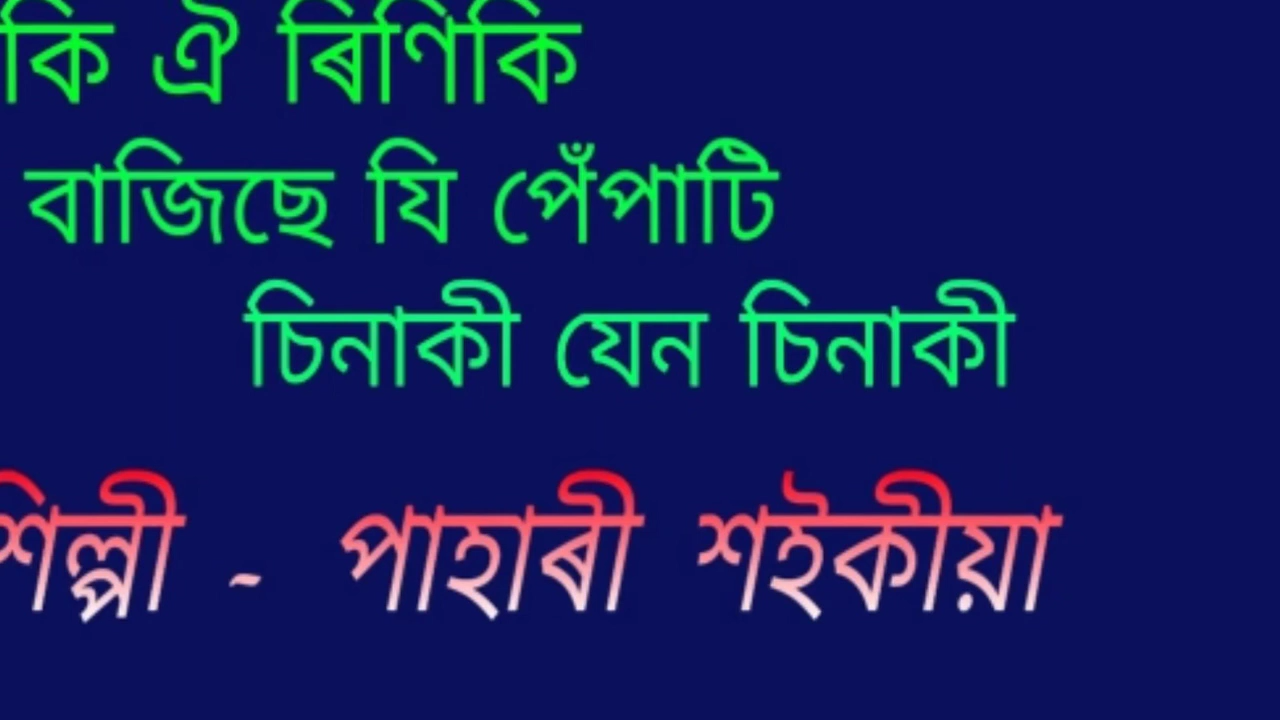 কি ঐ ৰিণিকি
বাজিছে যি পেঁপাটি
চিনাকী যেন চিনাকী
শিল্পী - পাহাৰী শইকীয়া